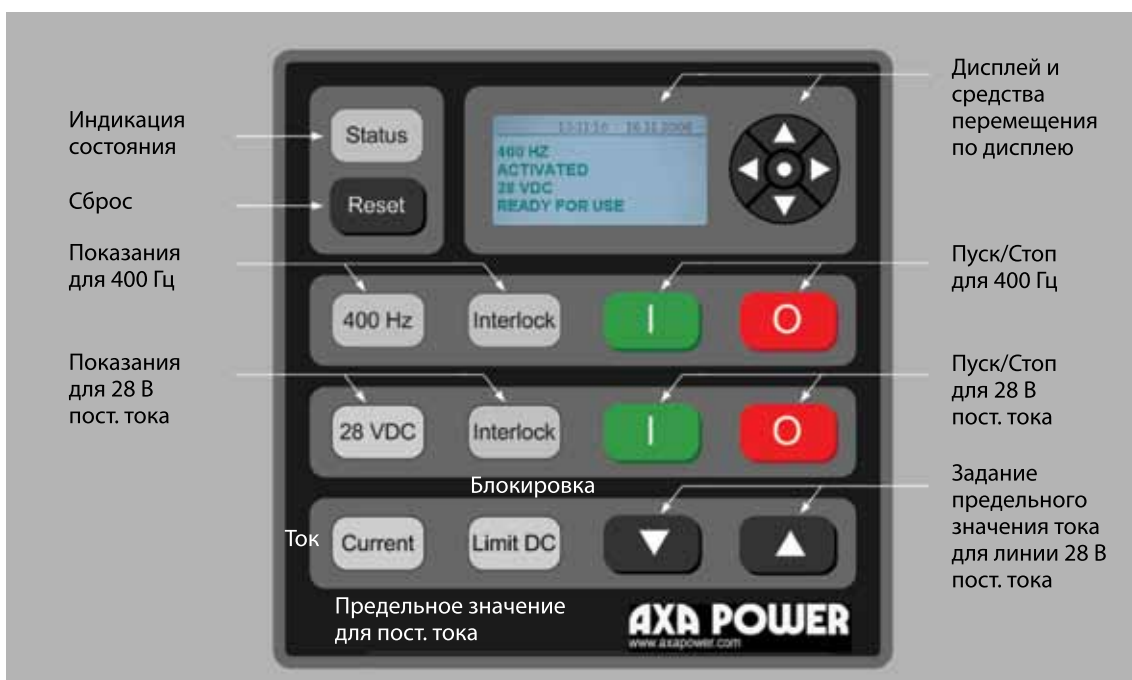 Индикация
состояния
Сброс
Показания
для 400 Гц
Показания
для 28 В
пост. тока
Status
Reset
400 HZ
ACTIVATED
28 VDC
READY FOR USE
400 Hz
Interlock
I
O
28 VDC
Interlock
I
O
Блокировка
Ток
Current
Limit DC
Предельное значение
для пост. тока
AXA POWER
www.axapower.com
Дисплей и
средства
перемещения
по дисплею
Пуск/Стоп
для 400 Гц
Пуск/Стоп
для 28 В
пост. тока
Задание
предельного
значения тока
для линии 28 В
пост. тока